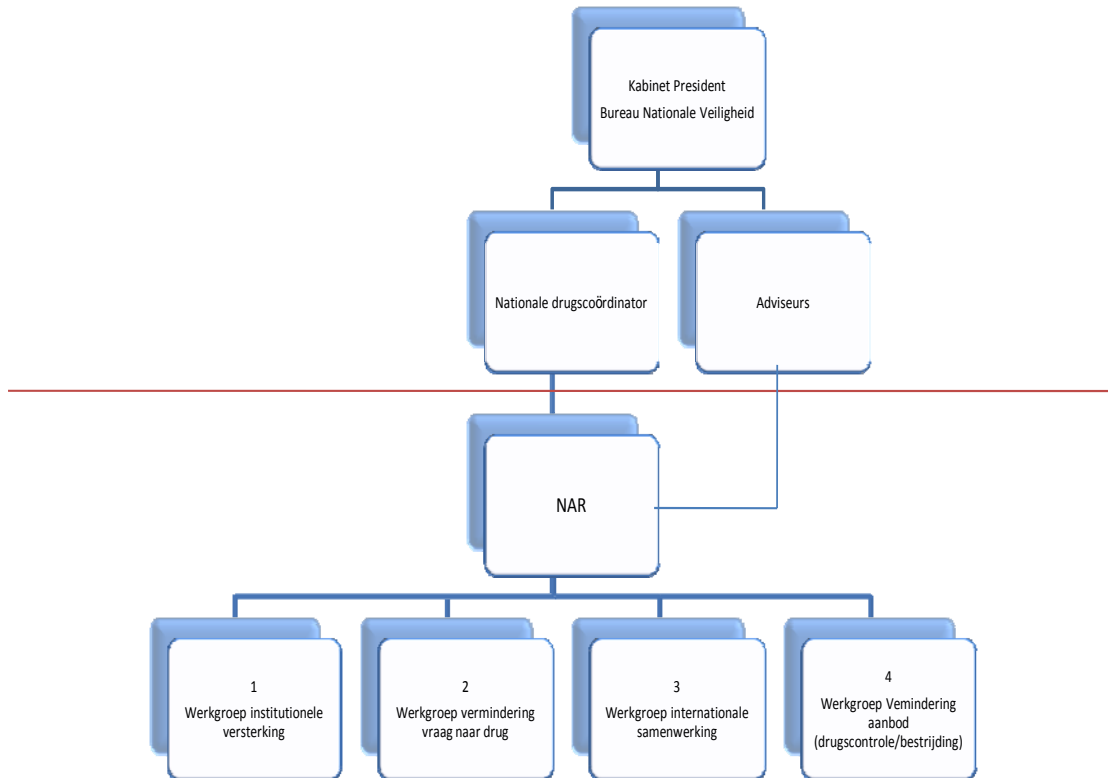 Kabinet President
Bureau Nationale Veiligheid
Nationale drugscoördinator
Adviseurs
NAR
1
Werkgroep institutionele
versterking
2
Werkgroep vermindering
vraag naar drug
3
Werkgroep internationale
samenwerking
4
Werkgroep Vemindering
aanbod
(drugscontrole/bestrijding)